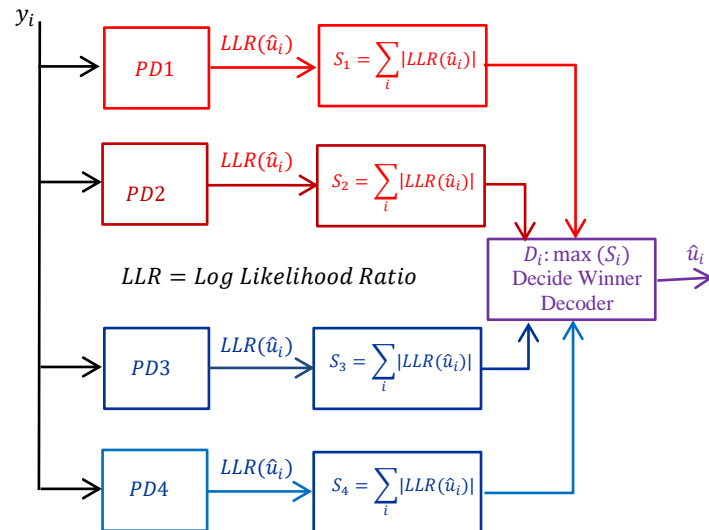 y_i
PD1
LLR(û_i)
S_1 = ∑_i |LLR(û_i)|
PD2
LLR(û_i)
S_2 = ∑_i |LLR(û_i)|
D_i: max (S_i)
Decide Winner
Decoder
û_i
LLR = Log Likelihood Ratio
PD3
LLR(û_i)
S_3 = ∑_i |LLR(û_i)|
PD4
LLR(û_i)
S_4 = ∑_i |LLR(û_i)|